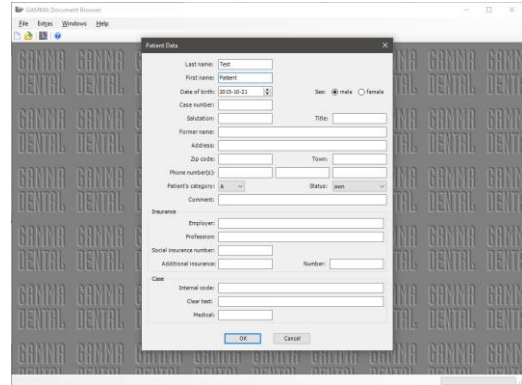 GAMMA Document Browser
File Extras Windows Help
Patient Data
Last name: Test
First name: Patient
Date of birth: 2015-10-21 Sex: male female
Case number:
Salutation: Title:
Former name:
Address:
Zip code: Town:
Phone number(s):
Patient's category: A Status: own
Comment:
Insurance
Employer:
Profession:
Social insurance number:
Additional insurance: Number:
Case
Internal code:
Clear text:
Medical:
OK Cancel
GAMMA DENTAL